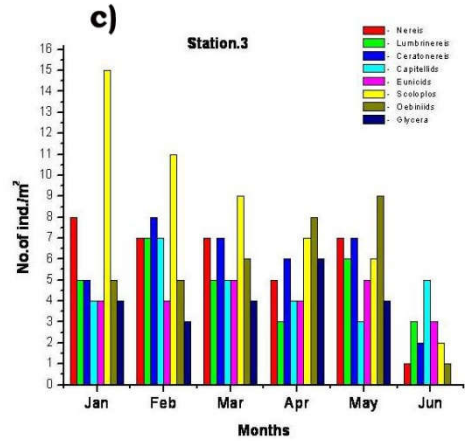 c)
Station.3
- Nereis
- Lumbrinereis
- Ceratonereis
- Capitellids
- Eunicids
- Scoloplos
- Oebiniids
- Glycera
No.of ind./m²
16
15
14
13
12
11
10
9
8
7
6
5
4
3
2
1
0
Jan Feb Mar Apr May Jun
Months